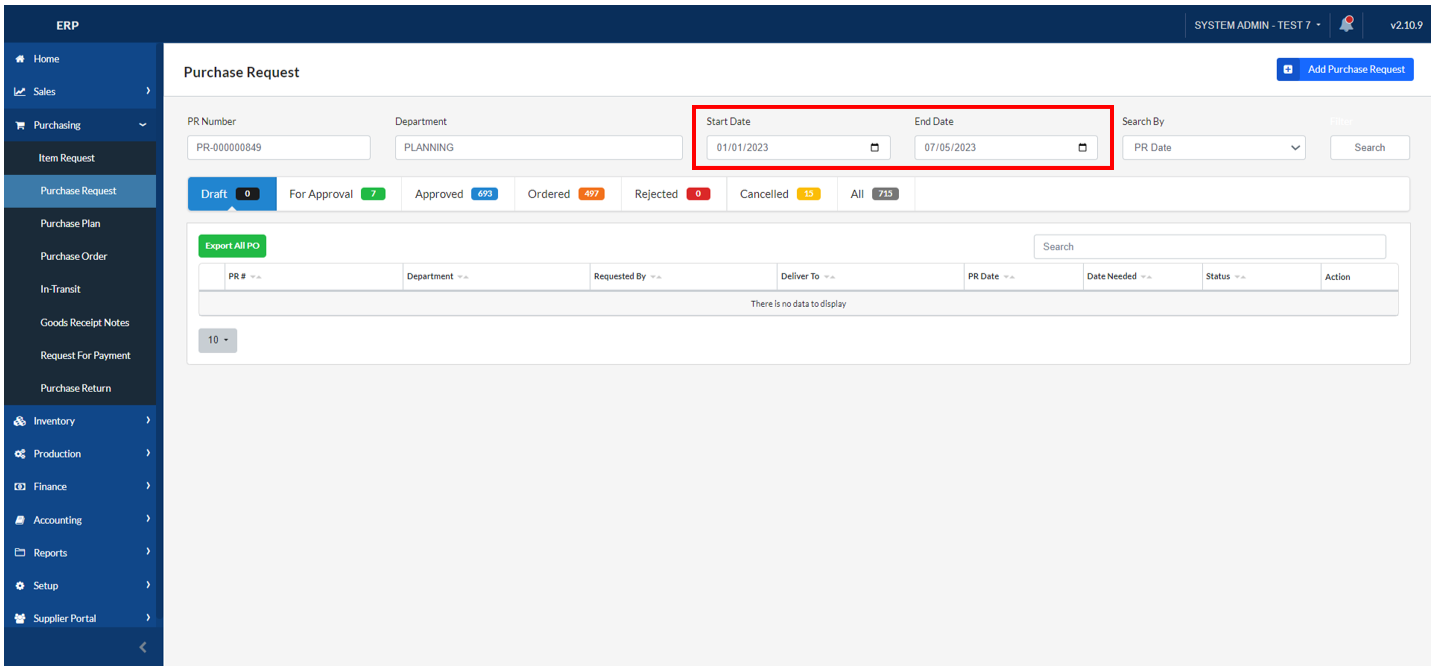 ERP
SYSTEM ADMIN - TEST 7
v2.10.9
Home
Sales
Purchasing
Item Request
Purchase Request
Purchase Plan
Purchase Order
In-Transit
Goods Receipt Notes
Request For Payment
Purchase Return
Inventory
Production
Finance
Accounting
Reports
Setup
Supplier Portal
Purchase Request
Add Purchase Request
PR Number Department Start Date End Date Search By Filter
PR-000000849 PLANNING 01/01/2023 07/05/2023 PR Date Search
Draft 0 For Approval 7 Approved 693 Ordered 497 Rejected 0 Cancelled 15 All 715
Export All PO Search
PR # Department Requested By Deliver To PR Date Date Needed Status Action
There is no data to display
10